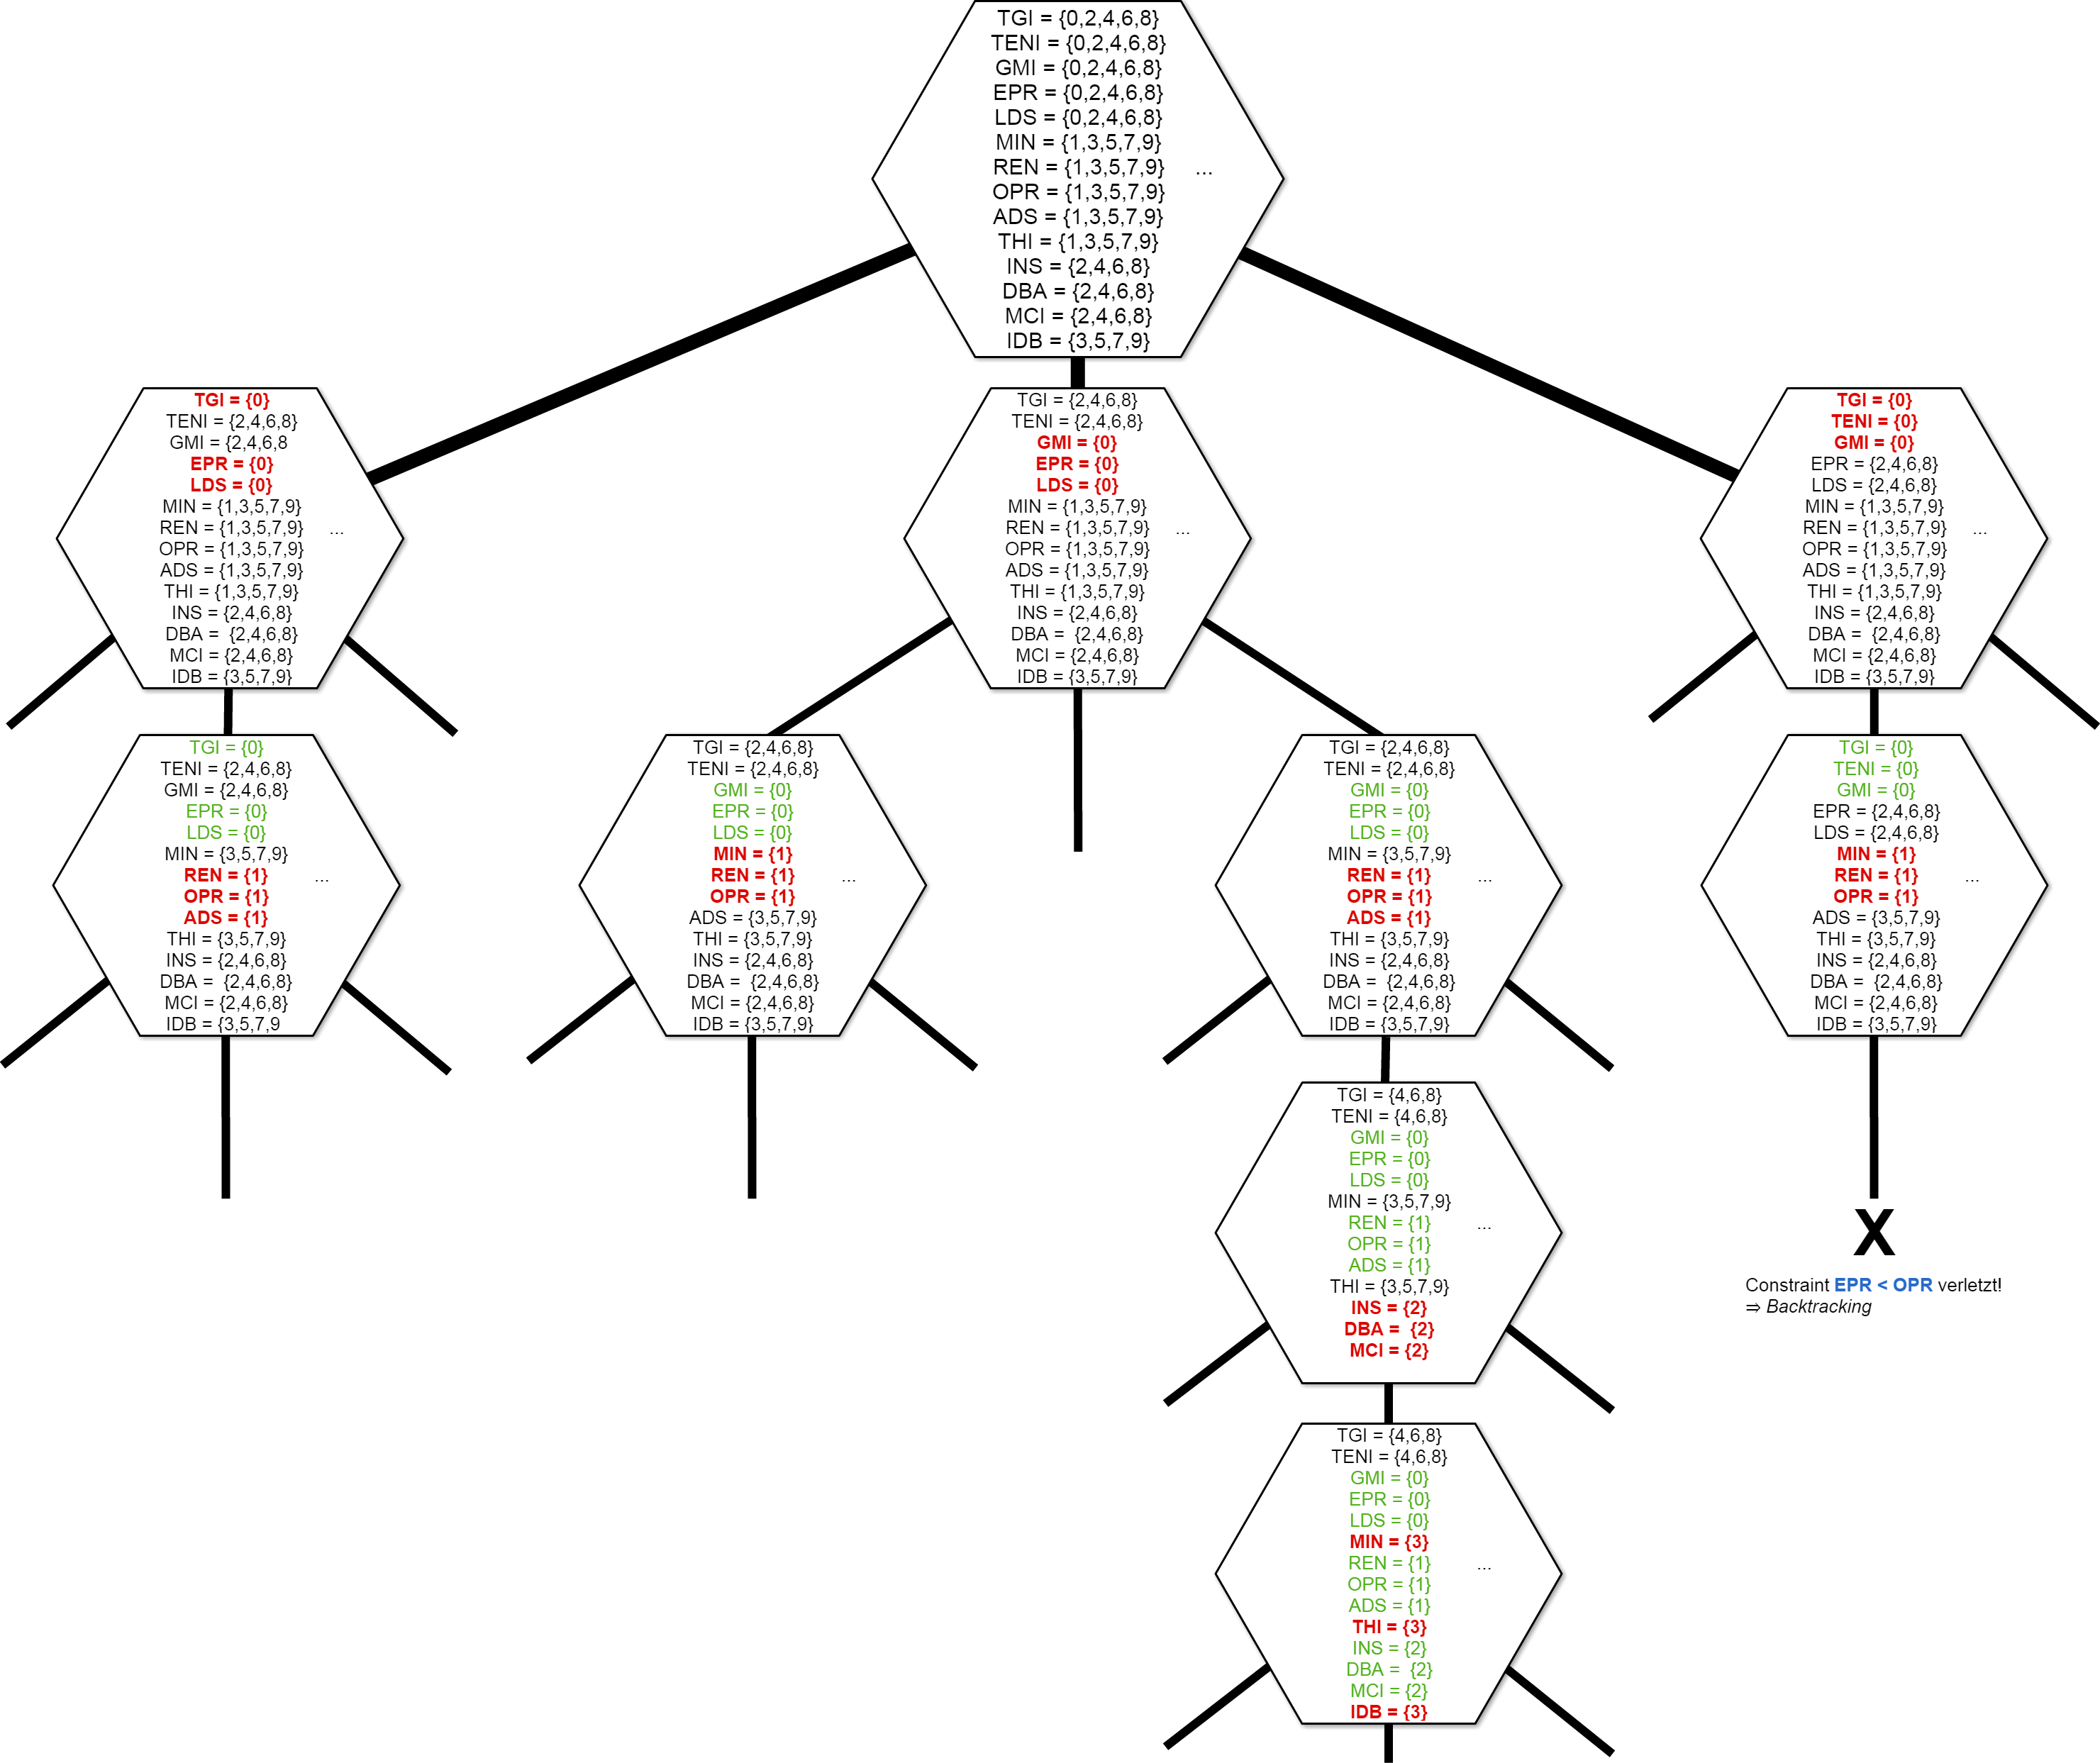 TGI = {0,2,4,6,8}
TENI = {0,2,4,6,8}
GMI = {0,2,4,6,8}
EPR = {0,2,4,6,8}
LDS = {0,2,4,6,8}
MIN = {1,3,5,7,9}
REN = {1,3,5,7,9} ...
OPR = {1,3,5,7,9}
ADS = {1,3,5,7,9}
THI = {1,3,5,7,9}
INS = {2,4,6,8}
DBA = {2,4,6,8}
MCI = {2,4,6,8}
IDB = {3,5,7,9}
TGI = {0}
TENI = {2,4,6,8}
GMI = {2,4,6,8
EPR = {0}
LDS = {0}
MIN = {1,3,5,7,9}
REN = {1,3,5,7,9} ...
OPR = {1,3,5,7,9}
ADS = {1,3,5,7,9}
THI = {1,3,5,7,9}
INS = {2,4,6,8}
DBA = {2,4,6,8}
MCI = {2,4,6,8}
IDB = {3,5,7,9}
TGI = {2,4,6,8}
TENI = {2,4,6,8}
GMI = {0}
EPR = {0}
LDS = {0}
MIN = {1,3,5,7,9}
REN = {1,3,5,7,9} ...
OPR = {1,3,5,7,9}
ADS = {1,3,5,7,9}
THI = {1,3,5,7,9}
INS = {2,4,6,8}
DBA = {2,4,6,8}
MCI = {2,4,6,8}
IDB = {3,5,7,9}
TGI = {0}
TENI = {0}
GMI = {0}
EPR = {2,4,6,8}
LDS = {2,4,6,8}
MIN = {1,3,5,7,9}
REN = {1,3,5,7,9} ...
OPR = {1,3,5,7,9}
ADS = {1,3,5,7,9}
THI = {1,3,5,7,9}
INS = {2,4,6,8}
DBA = {2,4,6,8}
MCI = {2,4,6,8}
IDB = {3,5,7,9}
TGI = {0}
TENI = {2,4,6,8}
GMI = {2,4,6,8}
EPR = {0}
LDS = {0}
MIN = {3,5,7,9}
REN = {1} ...
OPR = {1}
ADS = {1}
THI = {3,5,7,9}
INS = {2,4,6,8}
DBA = {2,4,6,8}
MCI = {2,4,6,8}
IDB = {3,5,7,9
TGI = {2,4,6,8}
TENI = {2,4,6,8}
GMI = {0}
EPR = {0}
LDS = {0}
MIN = {1}
REN = {1} ...
OPR = {1}
ADS = {3,5,7,9}
THI = {3,5,7,9}
INS = {2,4,6,8}
DBA = {2,4,6,8}
MCI = {2,4,6,8}
IDB = {3,5,7,9}
TGI = {2,4,6,8}
TENI = {2,4,6,8}
GMI = {0}
EPR = {0}
LDS = {0}
MIN = {3,5,7,9}
REN = {1} ...
OPR = {1}
ADS = {1}
THI = {3,5,7,9}
INS = {2,4,6,8}
DBA = {2,4,6,8}
MCI = {2,4,6,8}
IDB = {3,5,7,9}
TGI = {0}
TENI = {0}
GMI = {0}
EPR = {2,4,6,8}
LDS = {2,4,6,8}
MIN = {1}
REN = {1} ...
OPR = {1}
ADS = {3,5,7,9}
THI = {3,5,7,9}
INS = {2,4,6,8}
DBA = {2,4,6,8}
MCI = {2,4,6,8}
IDB = {3,5,7,9}
TGI = {4,6,8}
TENI = {4,6,8}
GMI = {0}
EPR = {0}
LDS = {0}
MIN = {3,5,7,9}
REN = {1} ...
OPR = {1}
ADS = {1}
THI = {3,5,7,9}
INS = {2}
DBA = {2}
MCI = {2}
X
Constraint EPR < OPR verletzt!
⇒ Backtracking
TGI = {4,6,8}
TENI = {4,6,8}
GMI = {0}
EPR = {0}
LDS = {0}
MIN = {3}
REN = {1} ...
OPR = {1}
ADS = {1}
THI = {3}
INS = {2}
DBA = {2}
MCI = {2}
IDB = {3}